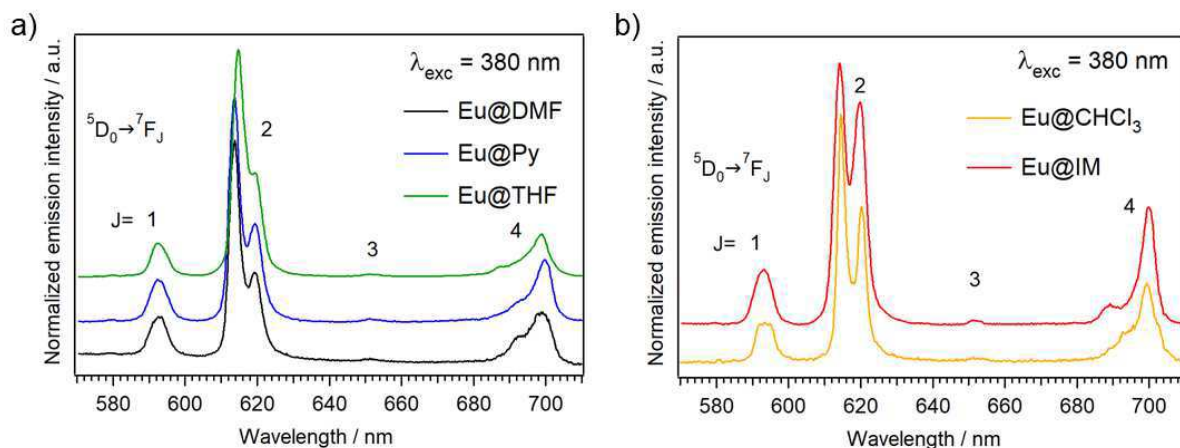 a)
Normalized emission intensity / a.u.
λexc = 380 nm
Eu@DMF
Eu@Py
Eu@THF
⁵D₀→⁷F_J
J= 1
2
3
4
580 600 620 640 660 680 700
Wavelength / nm
b)
Normalized emission intensity / a.u.
λexc = 380 nm
Eu@CHCl₃
Eu@IM
⁵D₀→⁷F_J
J= 1
2
3
4
580 600 620 640 660 680 700
Wavelength / nm